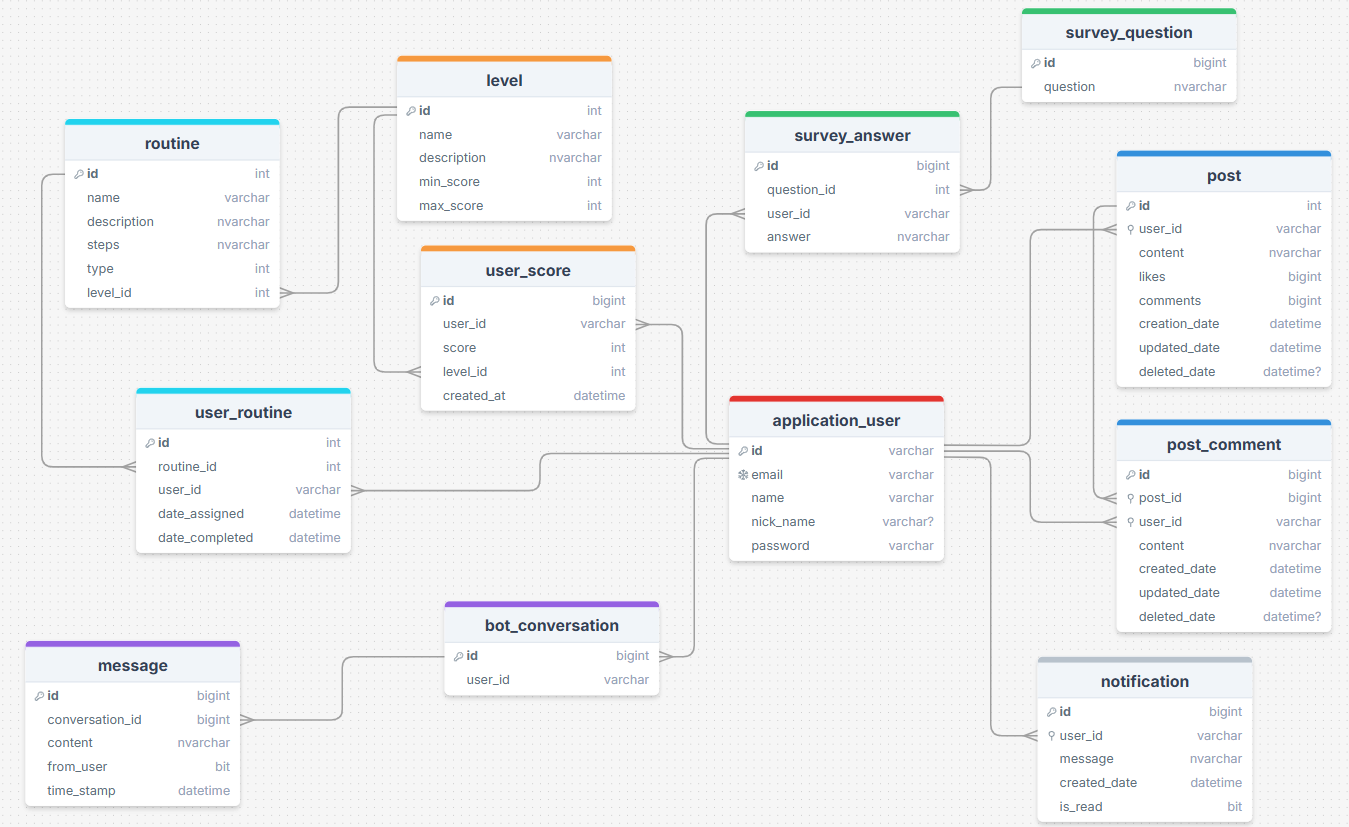 survey_question
id bigint
question nvarchar
level
id int
name varchar
description nvarchar
min_score int
max_score int
routine
id int
name varchar
description nvarchar
steps nvarchar
type int
level_id int
survey_answer
id bigint
question_id int
user_id varchar
answer nvarchar
post
id int
user_id varchar
content nvarchar
likes bigint
comments bigint
creation_date datetime
updated_date datetime
deleted_date datetime?
user_score
id bigint
user_id varchar
score int
level_id int
created_at datetime
user_routine
id int
routine_id int
user_id varchar
date_assigned datetime
date_completed datetime
application_user
id varchar
email varchar
name varchar
nick_name varchar?
password varchar
post_comment
id bigint
post_id bigint
user_id varchar
content nvarchar
created_date datetime
updated_date datetime
deleted_date datetime?
bot_conversation
id bigint
user_id varchar
message
id bigint
conversation_id bigint
content nvarchar
from_user bit
time_stamp datetime
notification
id bigint
user_id varchar
message nvarchar
created_date datetime
is_read bit